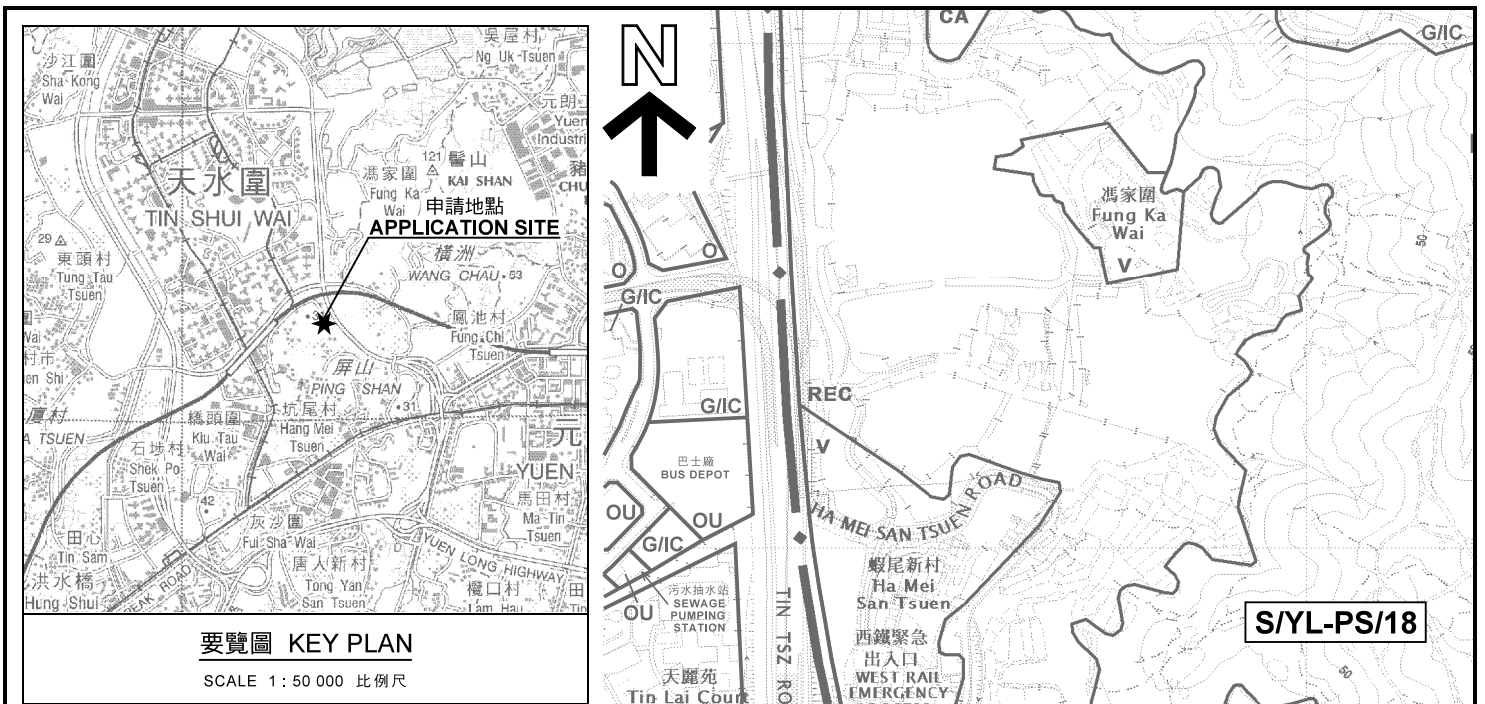 吳屋村
Ng Uk Tsuen
沙江圍
Sha Kong
Wai
元朗
Yuen
Industri
121
髻山
KAI SHAN
馮家圍
Fung Ka
Wai
天水圍
TIN SHUI WAI
申請地點
APPLICATION SITE
29
東頭村
Tung Tau
Tsuen
橫洲
WANG CHAU
53
鳳池村
Fung Chi
Tsuen
屏山
PING SHAN
31
坑尾村
Hang Mei
Tsuen
橋頭圍
Kiu Tau
Wai
石埗村
Shek Po
Tsuen
42
元
YUEN
馬田村
Ma Tin
Tsuen
灰沙圍
Fui Sha Wai
田心
Tin Sam
唐人新村
Tong Yan
San Tsuen
YUEN LONG HIGHWAY
欖口村
洪水橋
Hung Shui
要覽圖 KEY PLAN
SCALE 1 : 50 000 比例尺
N
CA
G/IC
馮家圍
Fung Ka
Wai
V
50
O
O
G/IC
REC
G/IC
V
巴士廠
BUS DEPOT
HA MEI SAN TSUEN ROAD
OU
OU
G/IC
OU
污水抽水站
SEWAGE
PUMPING
STATION
蝦尾新村
Ha Mei
San Tsuen
S/YL-PS/18
西鐵緊急
出入口
WEST RAIL
EMERGENCY
天麗苑
Tin Lai Court
TIN TSZ RO
50